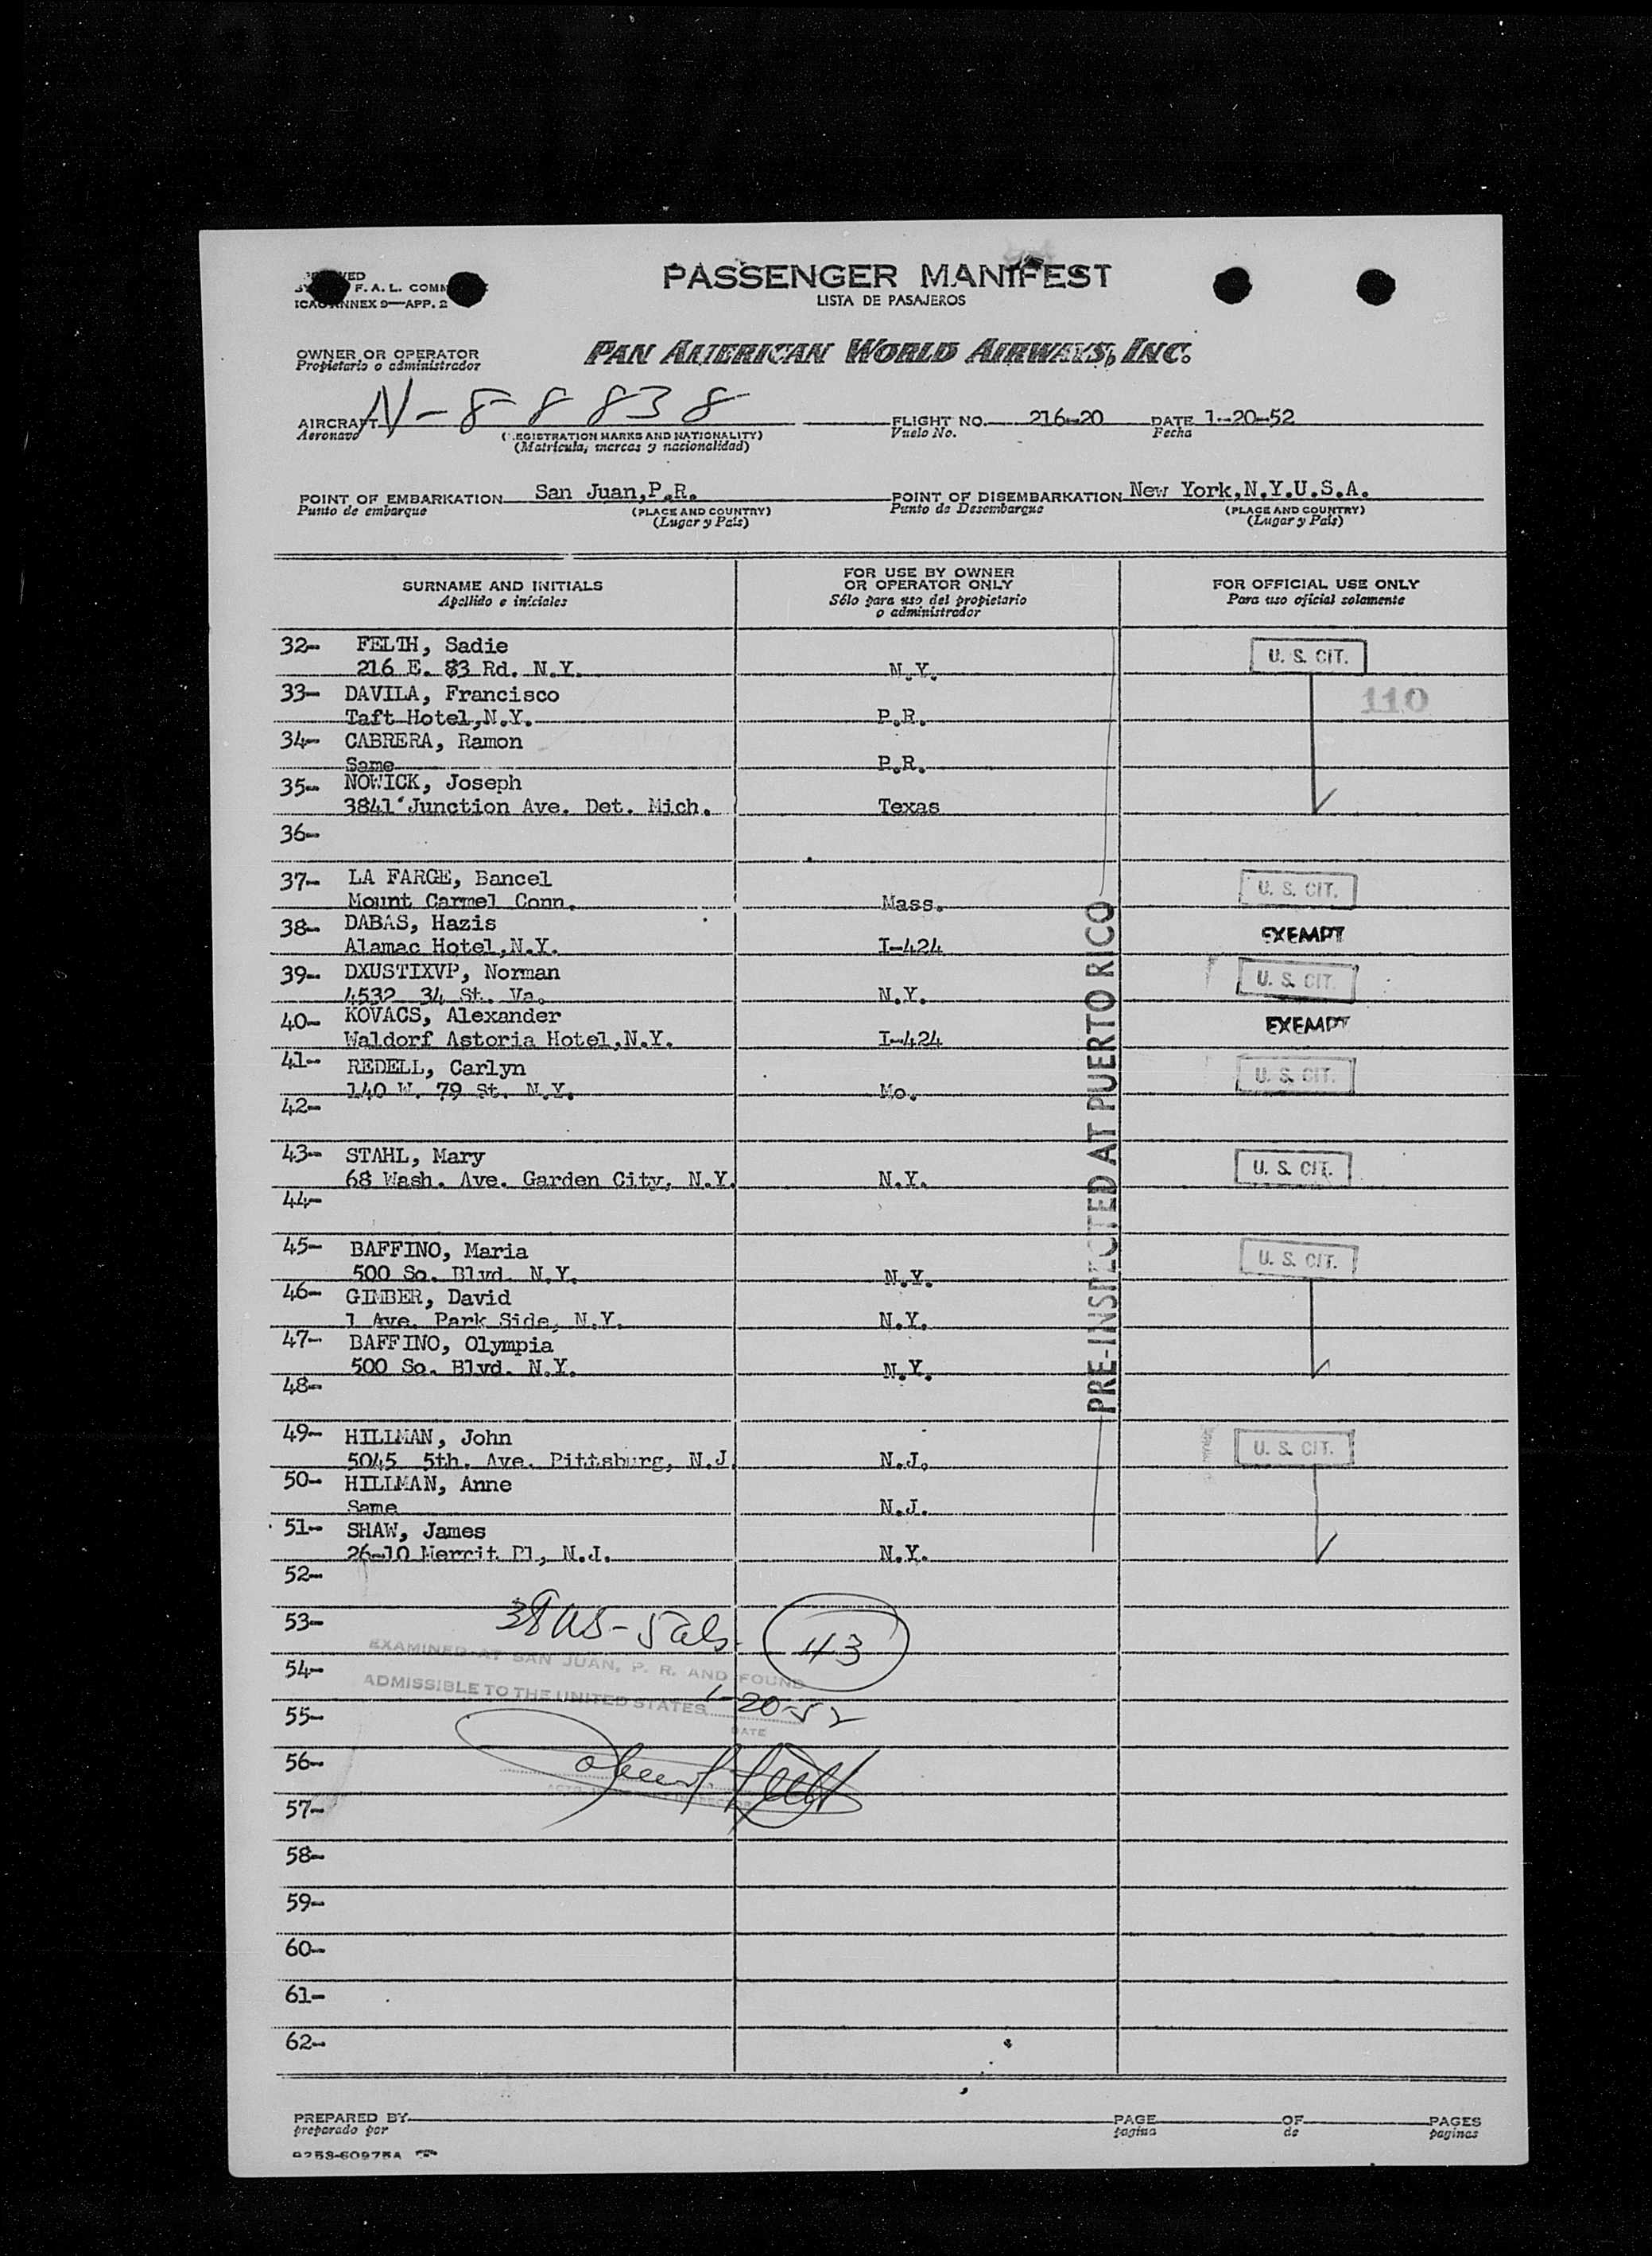 F. A. L. COMM
ICAO ANNEX 9—APP. 2
PASSENGER MANIFEST
LISTA DE PASAJEROS
OWNER OR OPERATOR
Propietario o administrador
PAN AMERICAN WORLD AIRWAYS, INC.
AIRCRAFT N-88838 FLIGHT NO. 216-20 DATE 1-20-52
Aeronave (REGISTRATION MARKS AND NATIONALITY) Vuelo No. Fecha
(Matricula, marcas y nacionalidad)
POINT OF EMBARKATION San Juan,P.R. POINT OF DISEMBARKATION New York,N.Y.U.S.A.
Punto de embarque (PLACE AND COUNTRY) Punto de Desembarque (PLACE AND COUNTRY)
(Lugar y País) (Lugar y País)
SURNAME AND INITIALS FOR USE BY OWNER OR OPERATOR ONLY FOR OFFICIAL USE ONLY
Apellido e iniciales Sólo para uso del propietario o administrador Para uso oficial solamente
32- FELTH, Sadie U. S. CIT.
216 E. 83 Rd. N.Y. N.Y.
33- DAVILA, Francisco 110
Taft Hotel,N.Y. P.R.
34- CABRERA, Ramon
Same P.R.
35- NOWICK, Joseph
3841 Junction Ave. Det. Mich. Texas
36-
37- LA FARGE, Bancel U. S. CIT.
Mount Carmel Conn. Mass.
38- DABAS, Hazis EXEMPT
Alamac Hotel,N.Y. I-424
39- DXUSTIXVP, Norman U. S. CIT.
4532 34 St. Va. N.Y.
40- KOVACS, Alexander EXEMPT
Waldorf Astoria Hotel,N.Y. I-424
41- REDELL, Carlyn U. S. CIT.
140 W. 79 St. N.Y. Mo.
42-
43- STAHL, Mary U. S. CIT.
68 Wash. Ave. Garden City, N.Y. N.Y.
44-
45- BAFFINO, Maria U. S. CIT.
500 So. Blvd. N.Y. N.Y.
46- GIMBER, David
1 Ave. Park Side, N.Y. N.Y.
47- BAFFINO, Olympia
500 So. Blvd. N.Y. N.Y.
48-
49- HILLMAN, John U. S. CIT.
5045 5th. Ave. Pittsburg, N.J. N.J.
50- HILLMAN, Anne
Same N.J.
51- SHAW, James
26-10 Merrit Pl, N.J. N.Y.
PRE-INSPECTED AT PUERTO RICO
52-
53- 38 US - 5 als. 43
EXAMINED AT SAN JUAN, P. R. AND FOUND
54-
ADMISSIBLE TO THE UNITED STATES 1-20-52
55- DATE
56-
57-
58-
59-
60-
61-
62-
PREPARED BY PAGE OF PAGES
preparado por pagina de paginas